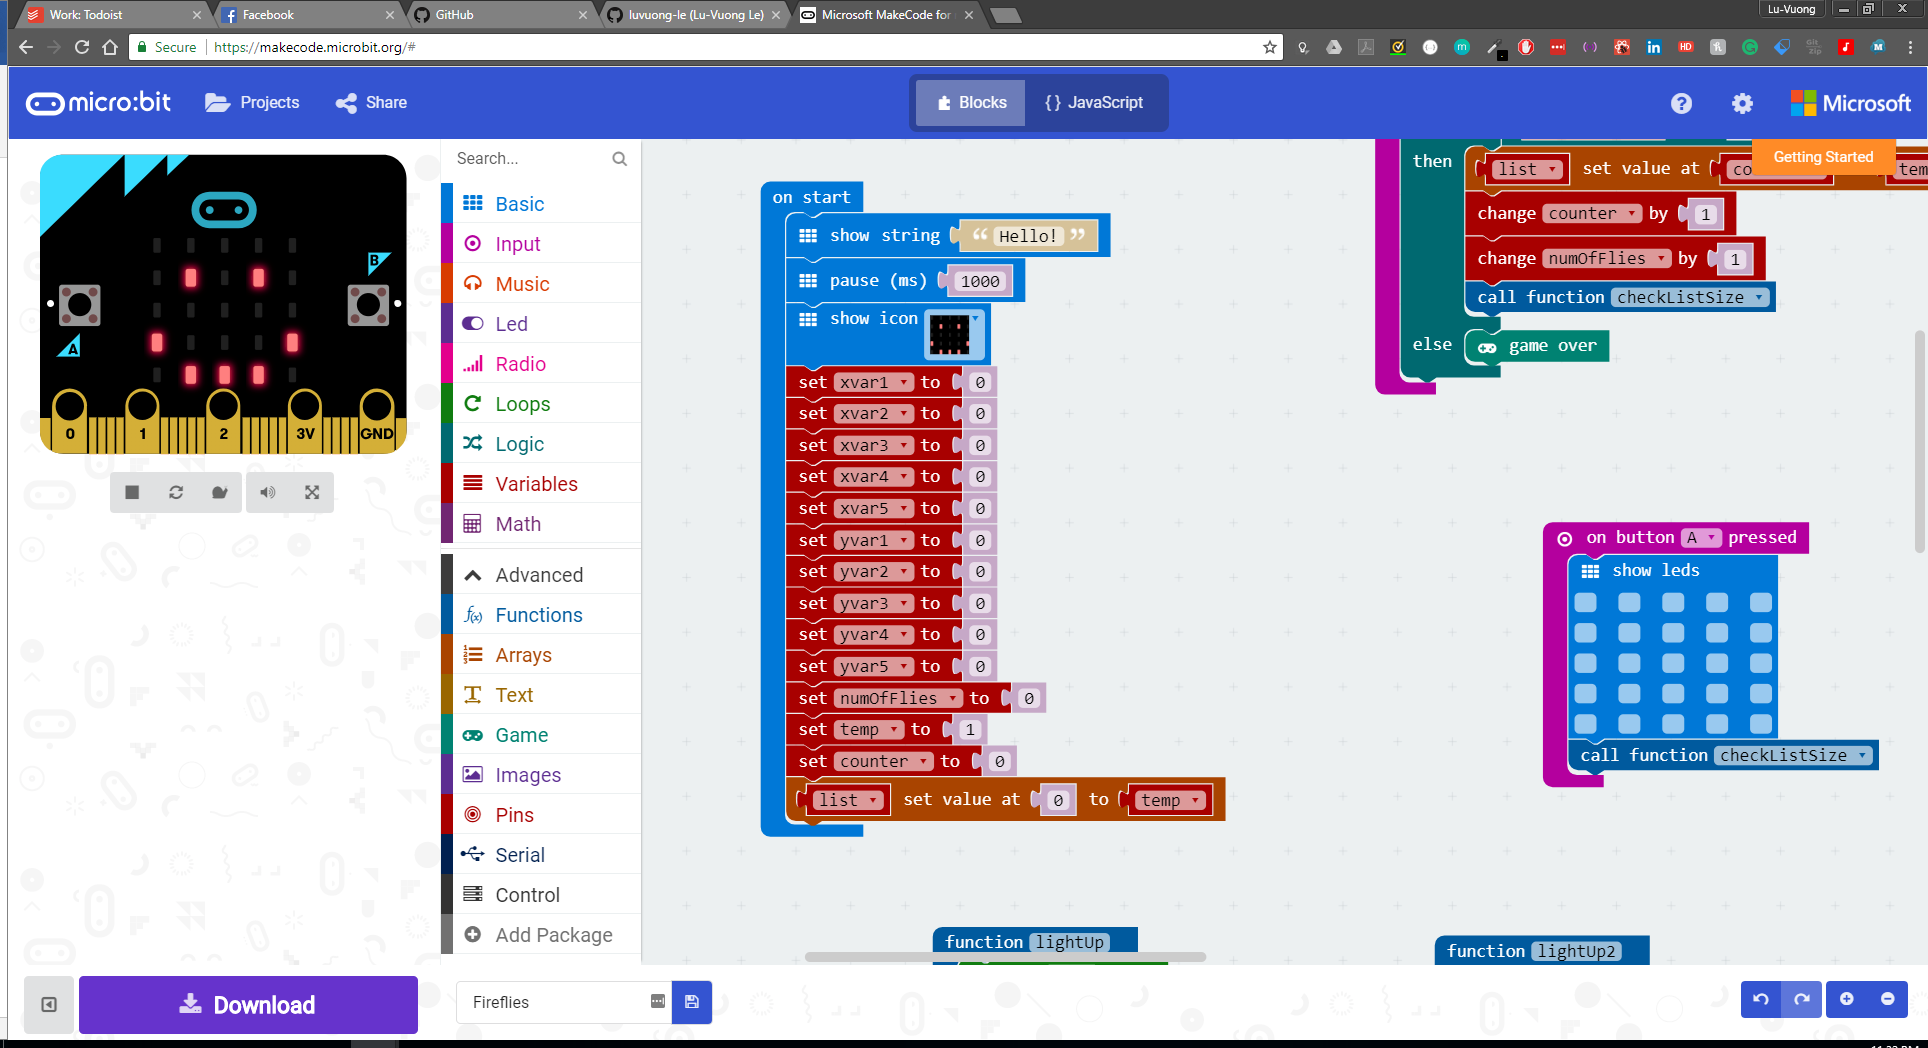 Work: Todoist
Facebook
GitHub
luvuong-le (Lu-Vuong Le)
Microsoft MakeCode for
Lu-Vuong
Secure
https://makecode.microbit.org/#
micro:bit
Projects
Share
Blocks
{} JavaScript
Microsoft
Getting Started
B
A
0
1
2
3V
GND
Search...
Basic
Input
Music
Led
Radio
Loops
Logic
Variables
Math
Advanced
Functions
Arrays
Text
Game
Images
Pins
Serial
Control
Add Package
on start
show string “ Hello! ”
pause (ms) 1000
show icon
set xvar1 to 0
set xvar2 to 0
set xvar3 to 0
set xvar4 to 0
set xvar5 to 0
set yvar1 to 0
set yvar2 to 0
set yvar3 to 0
set yvar4 to 0
set yvar5 to 0
set numOfFlies to 0
set temp to 1
set counter to 0
list set value at 0 to temp
then
list set value at
change counter by 1
change numOfFlies by 1
call function checkListSize
else game over
on button A pressed
show leds
call function checkListSize
function lightUp
function lightUp2
Download
Fireflies